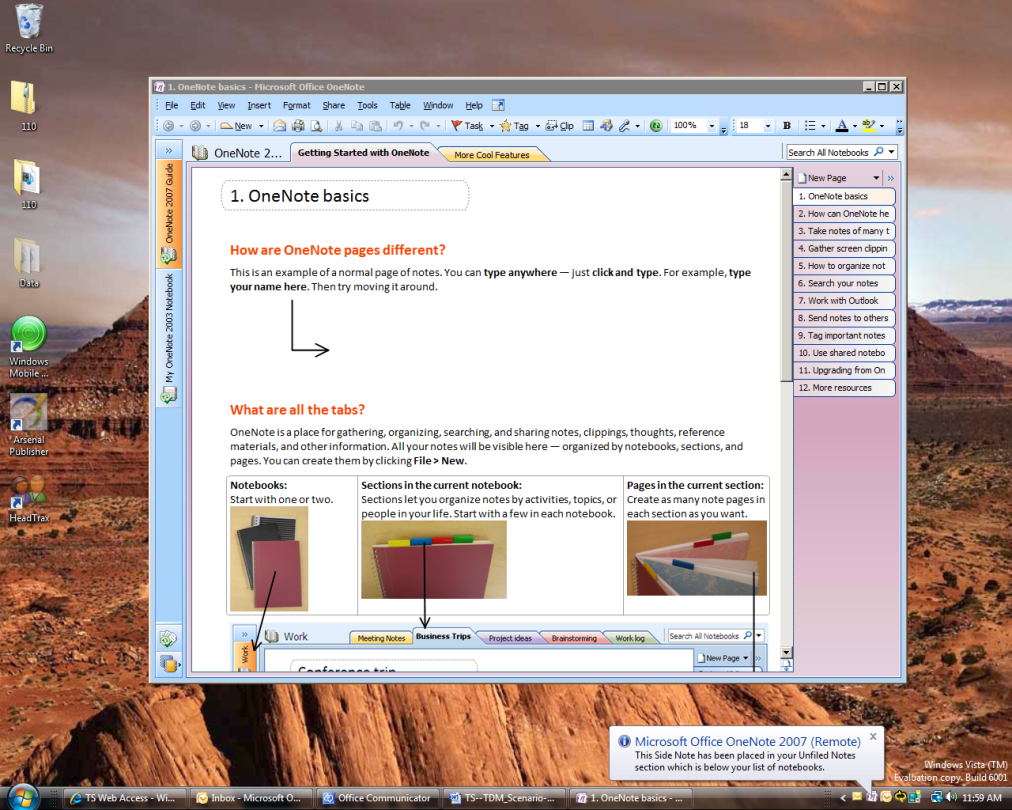 Recycle Bin
110
110
Data
Windows
Mobile ...
Arsenal
Publisher
HeadTrax
1. OneNote basics - Microsoft Office OneNote
File Edit View Insert Format Share Tools Table Window Help
New Task Tag Clip 100% 18 B A
OneNote 2... Getting Started with OneNote More Cool Features Search All Notebooks
OneNote 2007 Guide
My OneNote 2003 Notebook
1. OneNote basics
How are OneNote pages different?
This is an example of a normal page of notes. You can type anywhere — just click and type. For example, type
your name here. Then try moving it around.
What are all the tabs?
OneNote is a place for gathering, organizing, searching, and sharing notes, clippings, thoughts, reference
materials, and other information. All your notes will be visible here — organized by notebooks, sections, and
pages. You can create them by clicking File > New.
Notebooks:
Start with one or two.
Sections in the current notebook:
Sections let you organize notes by activities, topics, or
people in your life. Start with a few in each notebook.
Pages in the current section:
Create as many note pages in
each section as you want.
Work Meeting Notes Business Trips Project ideas Brainstorming Work log Search All Notebooks
Work
New Page
Conference trip
New Page
1. OneNote basics
2. How can OneNote he
3. Take notes of many t
4. Gather screen clippin
5. How to organize not
6. Search your notes
7. Work with Outlook
8. Send notes to others
9. Tag important notes
10. Use shared notebo
11. Upgrading from On
12. More resources
Microsoft Office OneNote 2007 (Remote)
This Side Note has been placed in your Unfiled Notes
section which is below your list of notebooks.
Windows Vista (TM)
Evaluation copy. Build 6001
TS Web Access - Wi... Inbox - Microsoft O... Office Communicator TS--TDM_Scenario-... 1. OneNote basics - ... 11:59 AM